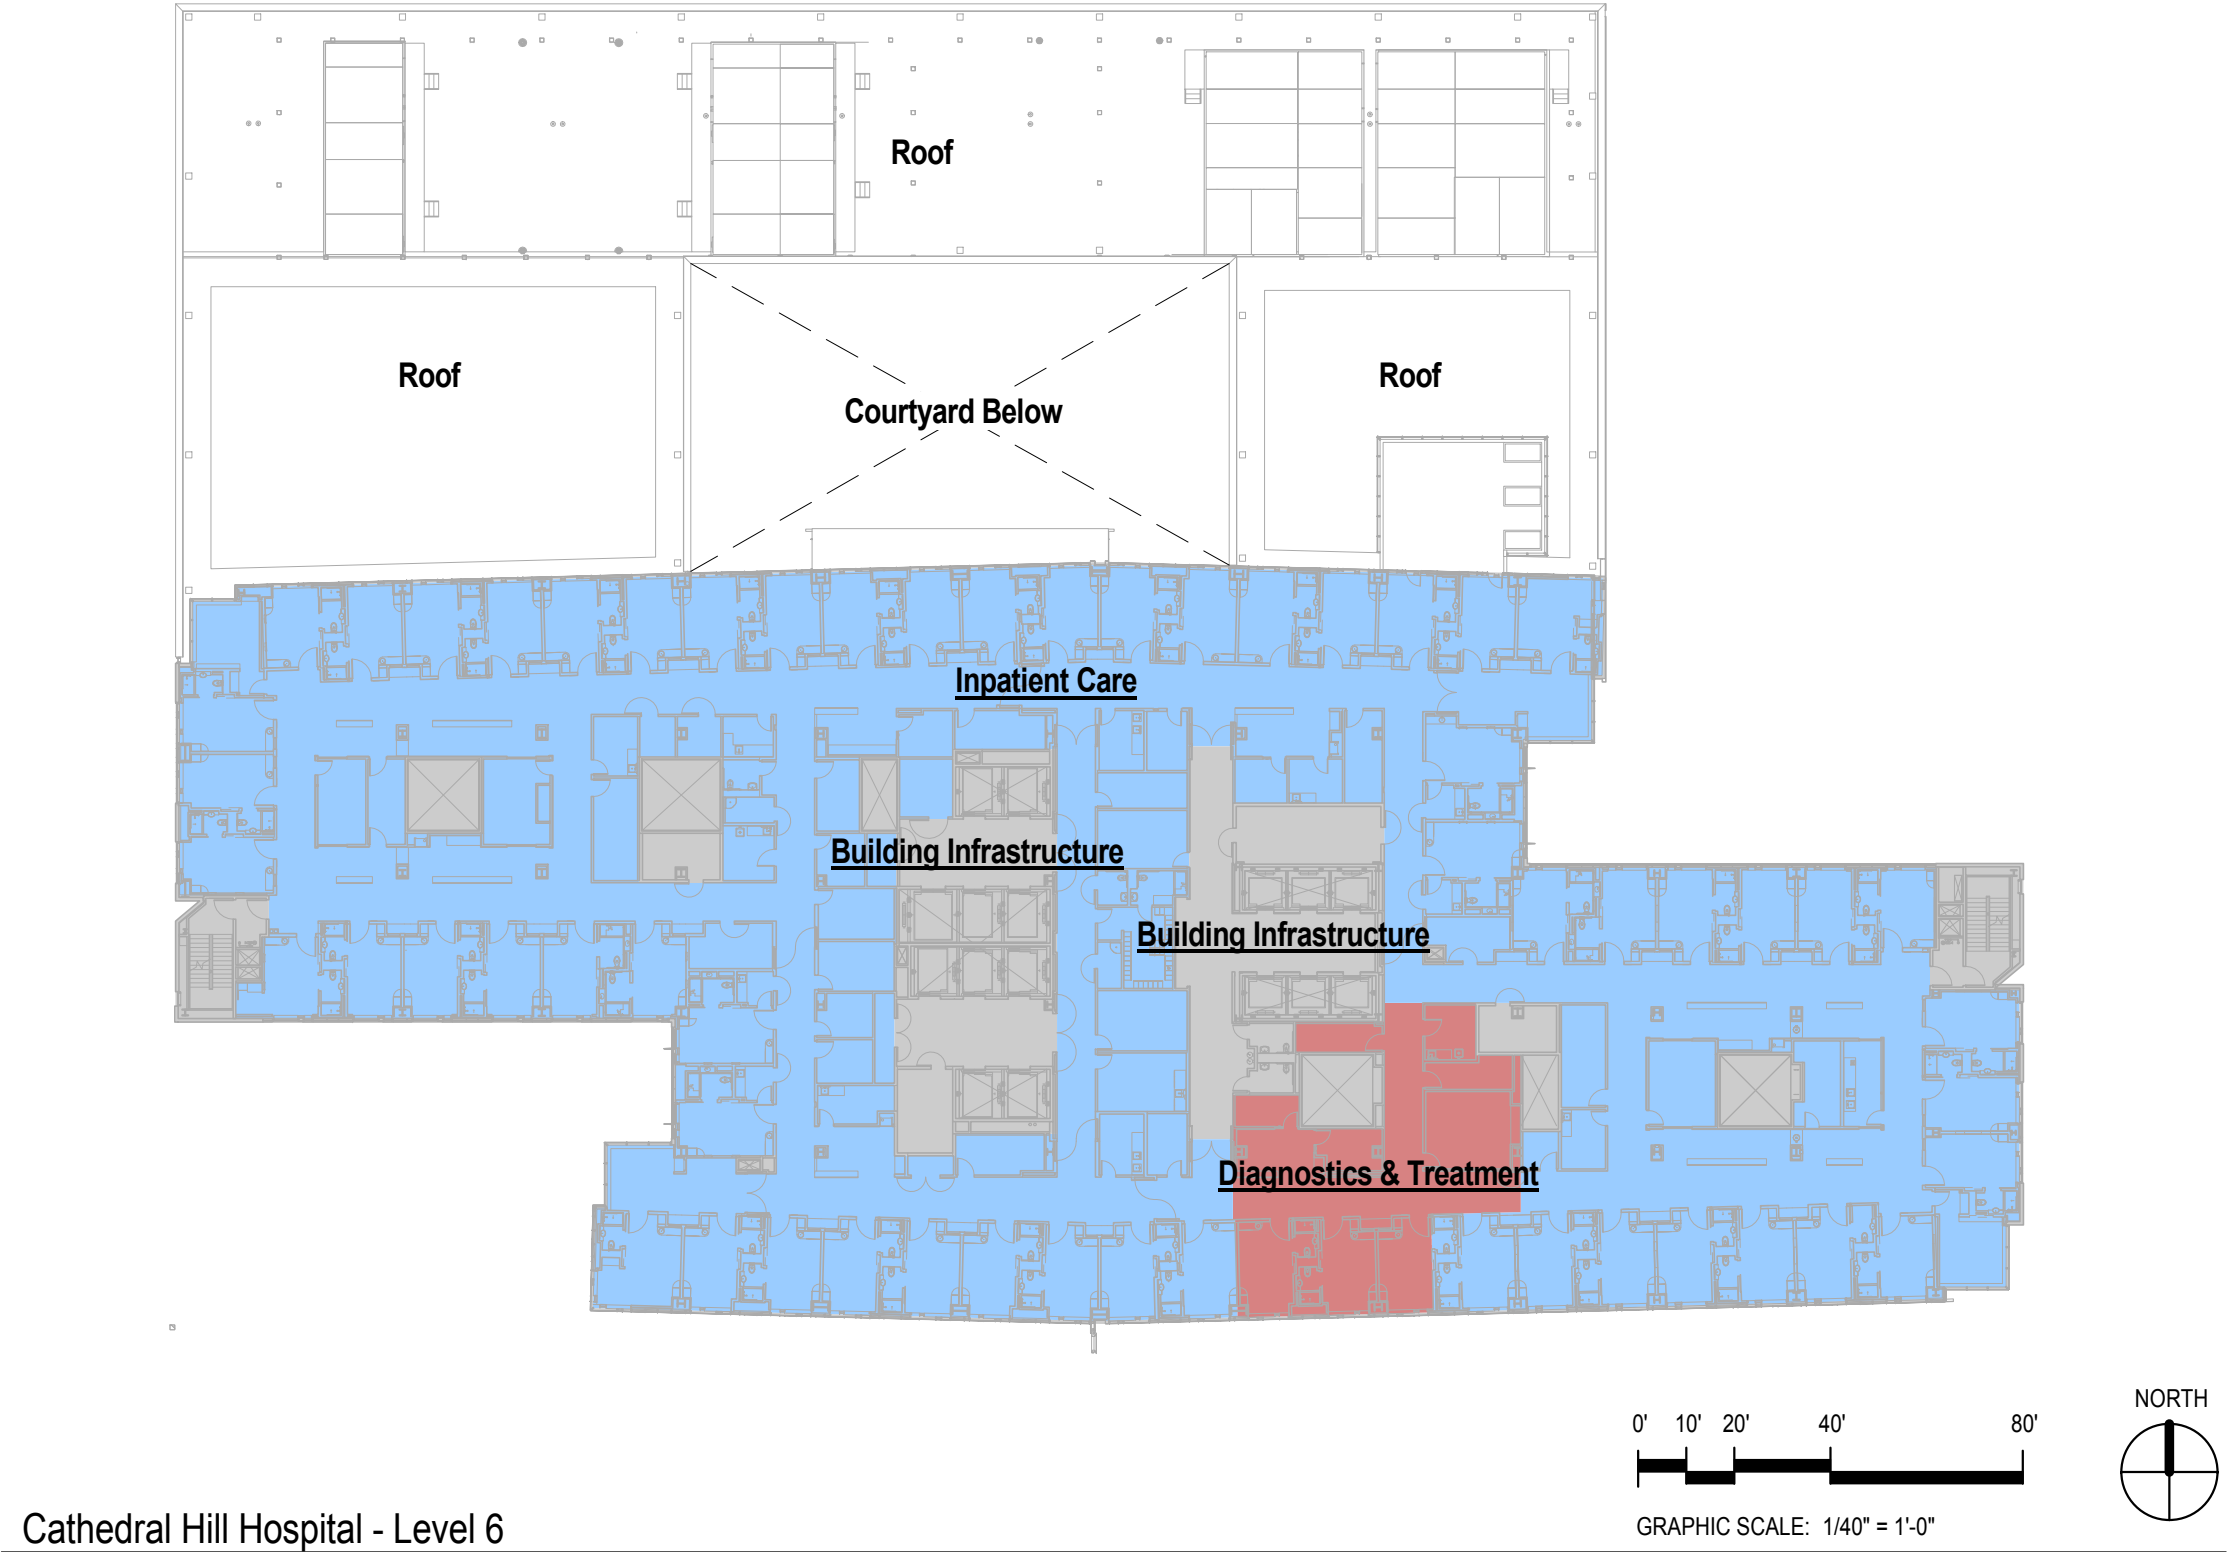 Roof
Roof
Roof
Courtyard Below
Inpatient Care
Building Infrastructure
Building Infrastructure
Diagnostics & Treatment
NORTH
0' 10' 20' 40' 80'
GRAPHIC SCALE: 1/40" = 1'-0"
Cathedral Hill Hospital - Level 6